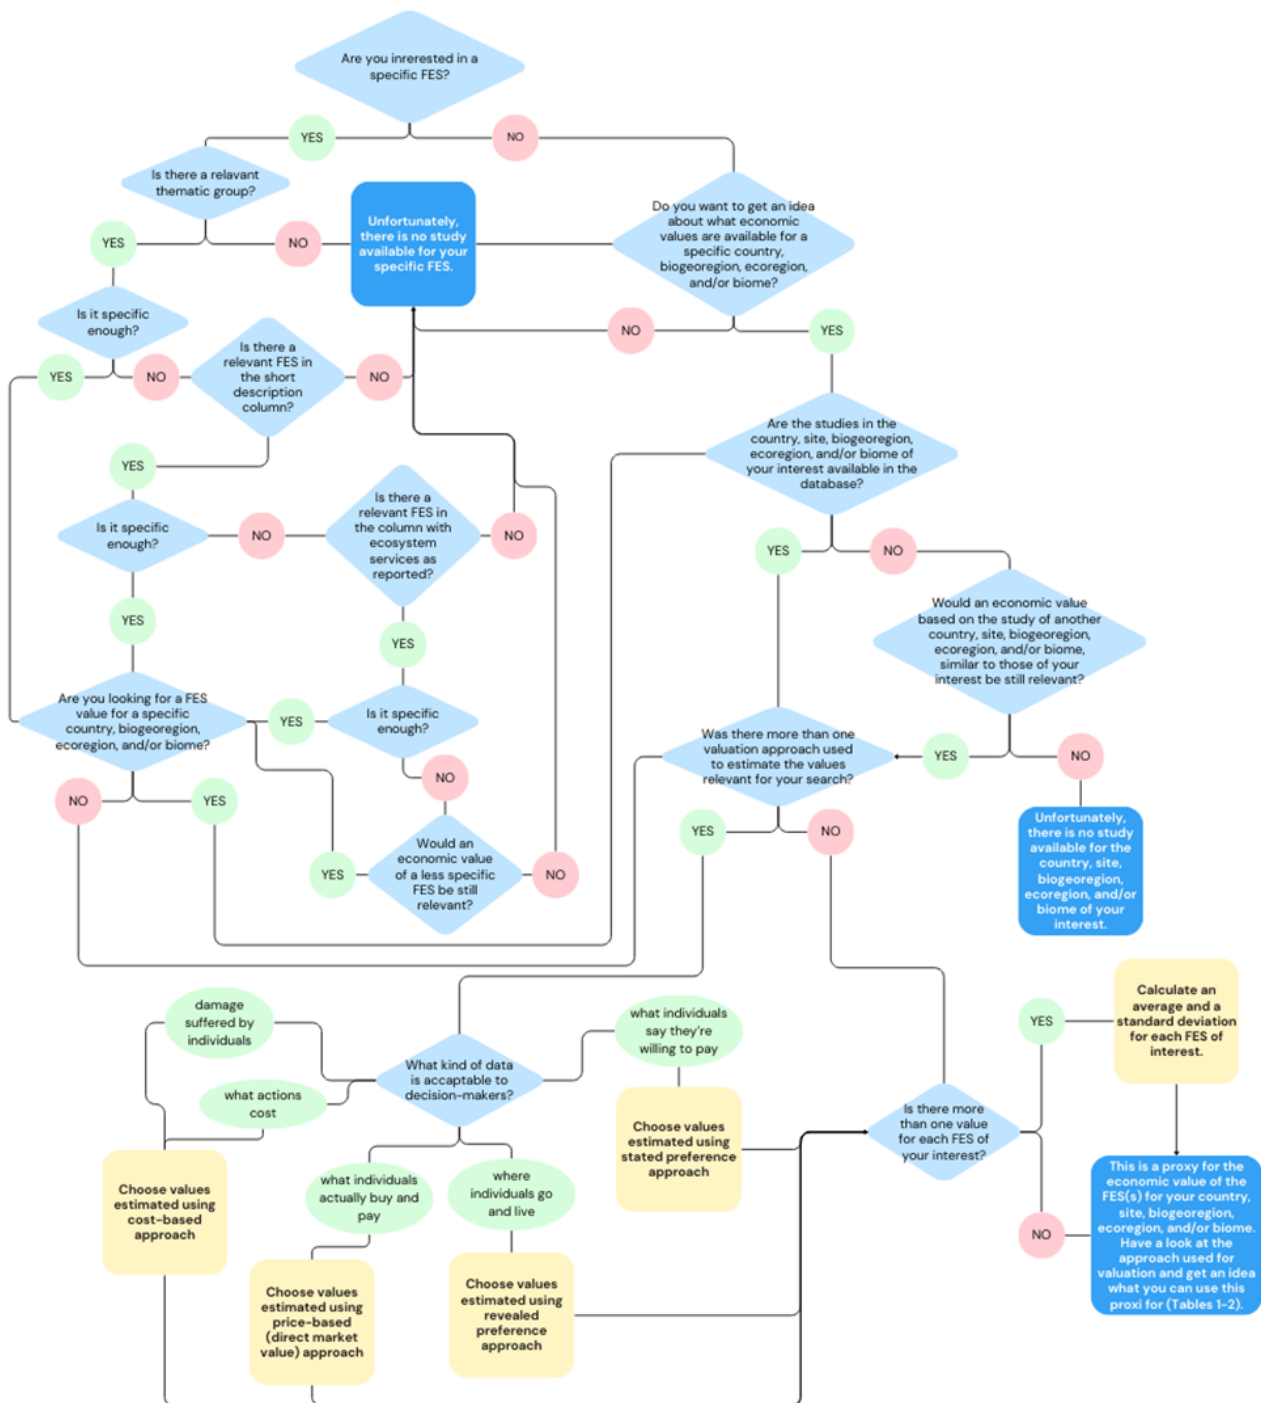 Are you inrerested in a
specific FES?
YES
NO
Is there a relavant
thematic group?
Unfortunately,
there is no study
available for your
specific FES.
Do you want to get an idea
about what economic
values are available for a
specific country,
biogeoregion, ecoregion,
and/or biome?
YES
NO
Is it specific
enough?
NO
YES
Is there a
relevant FES in
the short
description
column?
YES
NO
NO
Are the studies in the
country, site, biogeoregion,
ecoregion, and/or biome of
your interest available in the
database?
YES
Is there a
relevant FES in
the column with
ecosystem
services as
reported?
Is it specific
enough?
NO
NO
YES
NO
YES
YES
Would an economic value
based on the study of another
country, site, biogeoregion,
ecoregion, and/or biome,
similar to those of your
interest be still relevant?
Are you looking for a FES
value for a specific
country, biogeoregion,
ecoregion, and/or biome?
YES
Is it specific
enough?
Was there more than one
valuation approach used
to estimate the values
relevant for your search?
YES
NO
NO
NO
YES
YES
NO
Unfortunately,
there is no study
available for the
country, site,
biogeoregion,
ecoregion, and/or
biome of your
interest.
YES
Would an
economic value
of a less specific
FES be still
relevant?
NO
damage
suffered by
individuals
what individuals
say they're
willing to pay
YES
Calculate an
average and a
standard deviation
for each FES of
interest.
What kind of data
is accaptable to
decision-makers?
what actions
cost
Choose values
estimated using
stated preference
approach
Is there more
than one value
for each FES of
your interest?
Choose values
estimated using
cost-based
approach
what individuals
actually buy and
pay
where
individuals go
and live
NO
This is a proxy for the
economic value of the
FES(s) for your country,
site, biogeoregion,
ecoregion, and/or biome.
Have a look at the
approach used for
valuation and get an idea
what you can use this
proxi for (Tables 1-2).
Choose values
estimated using
price-based
(direct market
value) approach
Choose values
estimated using
revealed
preference
approach